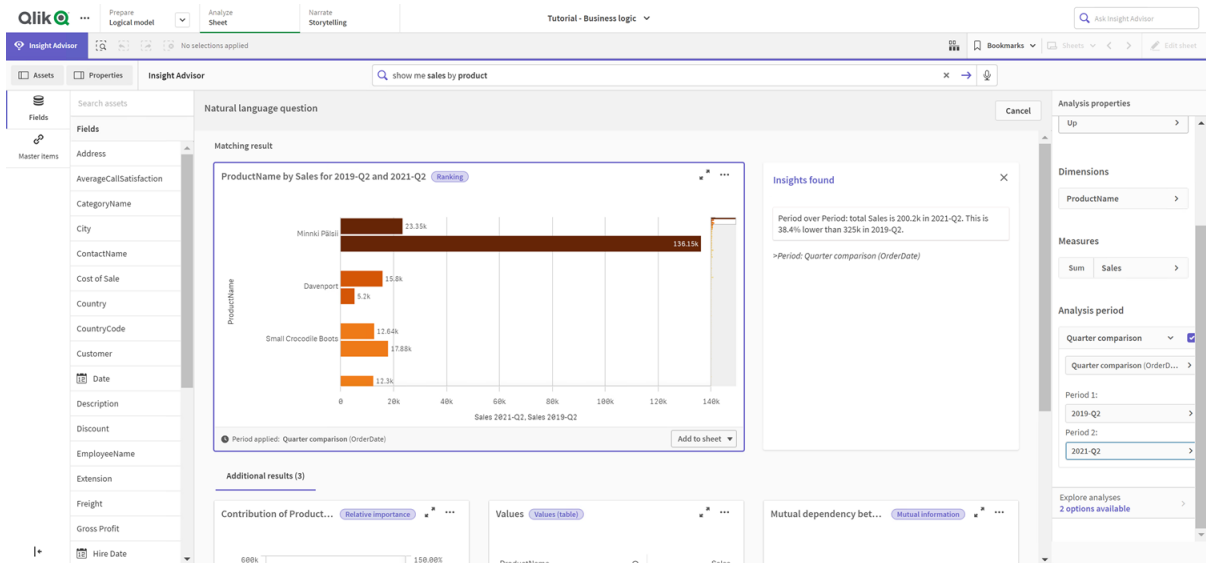 Qlik
Prepare
Logical model
Analyze
Sheet
Narrate
Storytelling
Tutorial - Business logic
Ask Insight Advisor
Insight Advisor
No selections applied
Bookmarks
Sheets
Edit sheet
Assets
Properties
Insight Advisor
show me sales by product
Fields
Master items
Search assets
Fields
Address
AverageCallSatisfaction
CategoryName
City
ContactName
Cost of Sale
Country
CountryCode
Customer
Date
Description
Discount
EmployeeName
Extension
Freight
Gross Profit
Hire Date
Natural language question
Cancel
Matching result
ProductName by Sales for 2019-Q2 and 2021-Q2
Ranking
ProductName
Minnki Pälsii
23.35k
136.15k
Davenport
15.8k
5.2k
Small Crocodile Boots
12.64k
17.88k
12.3k
0
20k
40k
60k
80k
100k
120k
140k
Sales 2021-Q2, Sales 2019-Q2
Period applied: Quarter comparison (OrderDate)
Add to sheet
Insights found
Period over Period: total Sales is 200.2k in 2021-Q2. This is
38.4% lower than 325k in 2019-Q2.
>Period: Quarter comparison (OrderDate)
Additional results (3)
Contribution of Product...
Relative importance
600k
150.00%
Values
Values (table)
ProductName
Sales
Mutual dependency bet...
Mutual information
Analysis properties
Up
Dimensions
ProductName
Measures
Sum
Sales
Analysis period
Quarter comparison
Quarter comparison (OrderD...
Period 1:
2019-Q2
Period 2:
2021-Q2
Explore analyses
2 options available